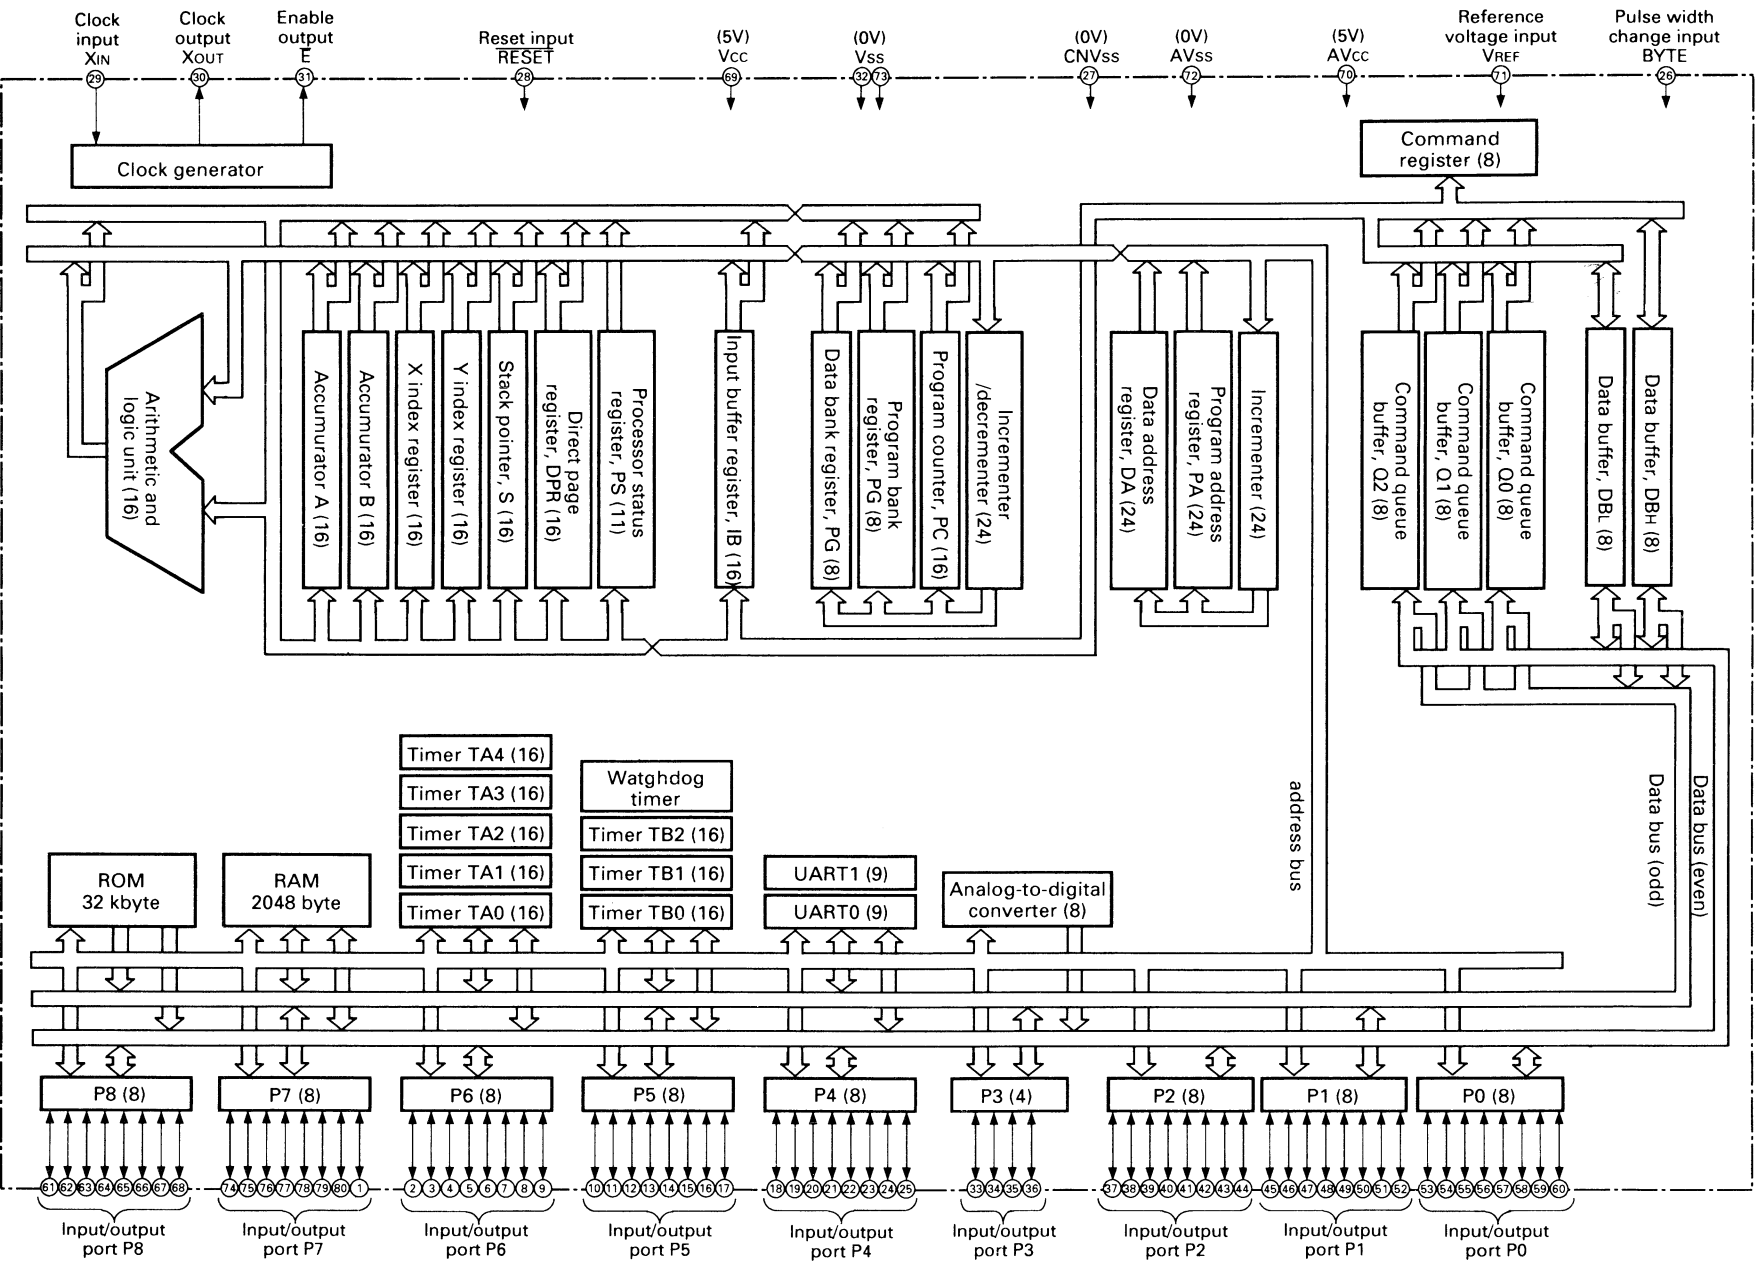 Clock
input
XIN
29
Clock
output
XOUT
30
Enable
output
E
31
Reset input
RESET
28
(5V)
VCC
69
(0V)
VSS
32 73
(0V)
CNVSS
27
(0V)
AVSS
72
(5V)
AVCC
70
Reference
voltage input
VREF
71
Pulse width
change input
BYTE
26
Clock generator
Command
register (8)
Arithmetic and
logic unit (16)
Accumurator A (16)
Accumurator B (16)
X index register (16)
Y index register (16)
Stack pointer, S (16)
Direct page
register, DPR (16)
Processor status
register, PS (11)
Input buffer register, IB (16)
Data bank register, PG (8)
Program bank
register, PG (8)
Program counter, PC (16)
Incrementer
/decrementer (24)
Data address
register, DA (24)
Program address
register, PA (24)
Incrementer (24)
Command queue
buffer, Q2 (8)
Command queue
buffer, Q1 (8)
Command queue
buffer, Q0 (8)
Data buffer, DBL (8)
Data buffer, DBH (8)
address bus
Data bus (odd)
Data bus (even)
ROM
32 kbyte
RAM
2048 byte
Timer TA4 (16)
Timer TA3 (16)
Timer TA2 (16)
Timer TA1 (16)
Timer TA0 (16)
Watghdog
timer
Timer TB2 (16)
Timer TB1 (16)
Timer TB0 (16)
UART1 (9)
UART0 (9)
Analog-to-digital
converter (8)
P8 (8)
P7 (8)
P6 (8)
P5 (8)
P4 (8)
P3 (4)
P2 (8)
P1 (8)
P0 (8)
61 62 63 64 65 66 67 68
74 75 76 77 78 79 80 1
2 3 4 5 6 7 8 9
10 11 12 13 14 15 16 17
18 19 20 21 22 23 24 25
33 34 35 36
37 38 39 40 41 42 43 44
45 46 47 48 49 50 51 52
53 54 55 56 57 58 59 60
Input/output
port P8
Input/output
port P7
Input/output
port P6
Input/output
port P5
Input/output
port P4
Input/output
port P3
Input/output
port P2
Input/output
port P1
Input/output
port P0